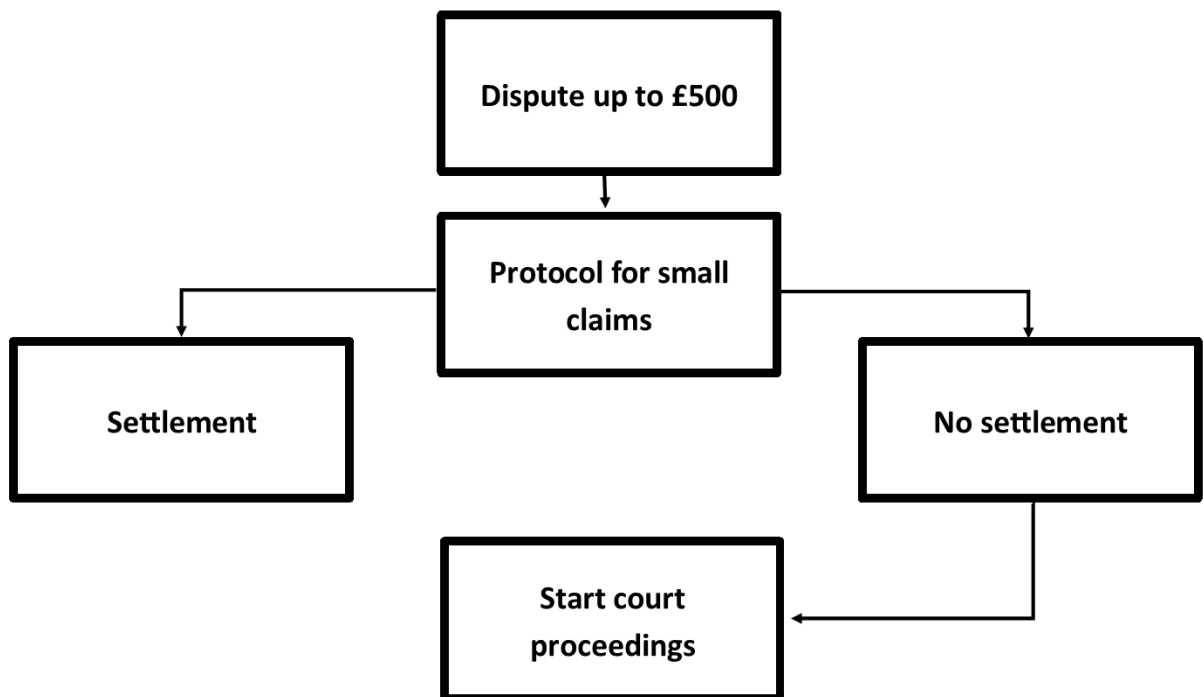 Dispute up to £500
Protocol for small
claims
Settlement
No settlement
Start court
proceedings